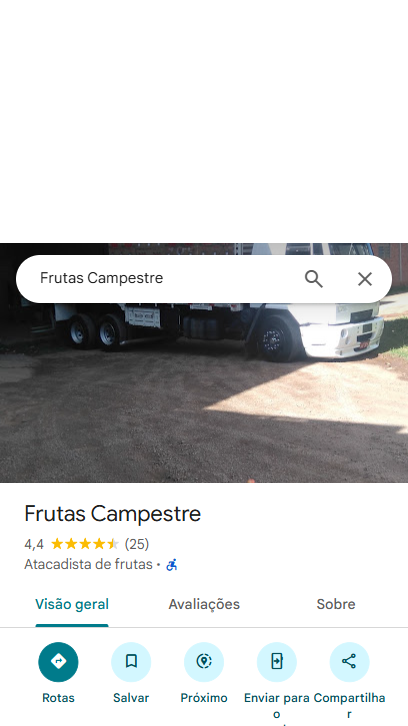 Frutas Campestre
Frutas Campestre
4,4 (25)
Atacadista de frutas ·
Visão geral Avaliações Sobre
Rotas Salvar Próximo Enviar para o Compartilhar